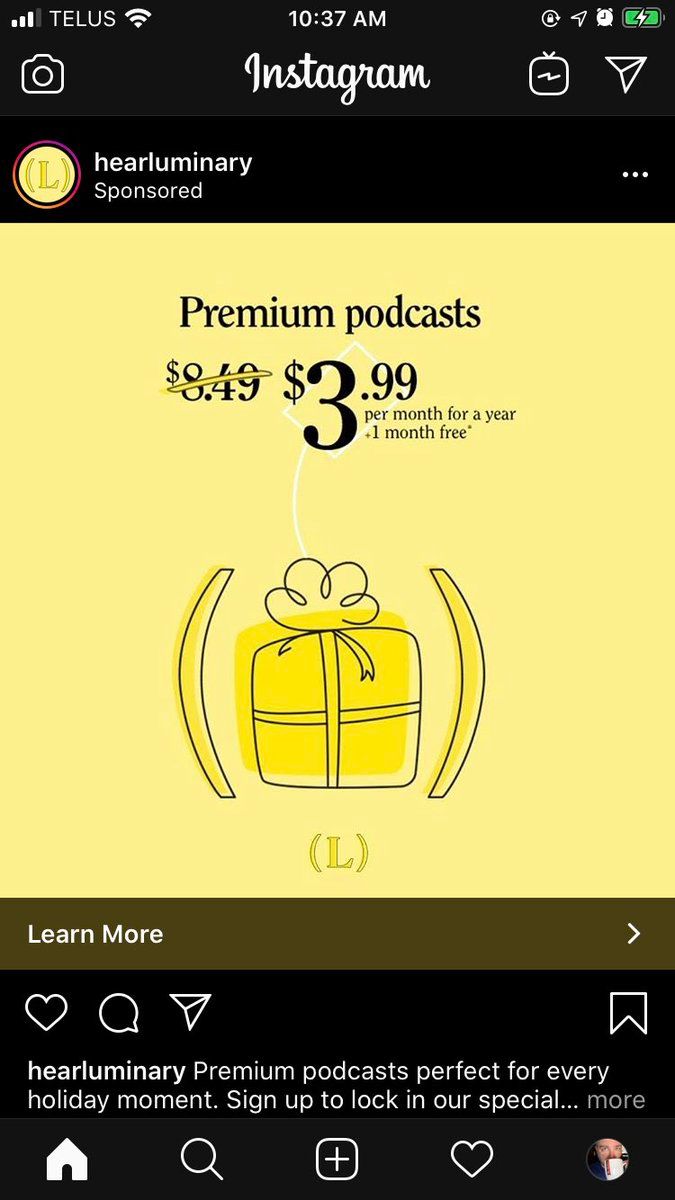 TELUS 10:37 AM
Instagram
(L) hearluminary
Sponsored
Premium podcasts
$8.49 $3.99
per month for a year
+1 month free*
(L)
Learn More
hearluminary Premium podcasts perfect for every
holiday moment. Sign up to lock in our special... more